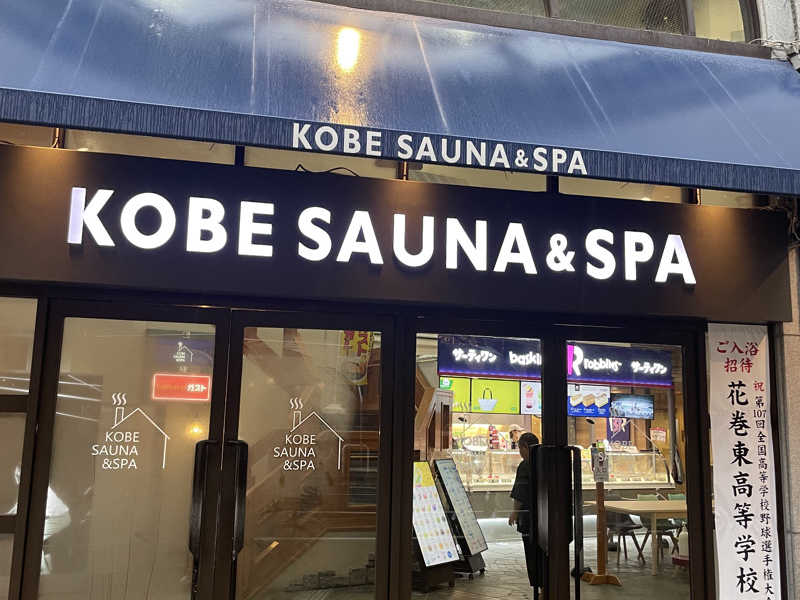 KOBE SAUNA & SPA
KOBE SAUNA & SPA
KOBE
SAUNA
&SPA
ガスト
KOBE
SAUNA
&SPA
サーティワン
baskin
robbins
サーティワン
ご入浴
招待
祝 第107回全国高等学校野球選手権大
花巻東高等学校